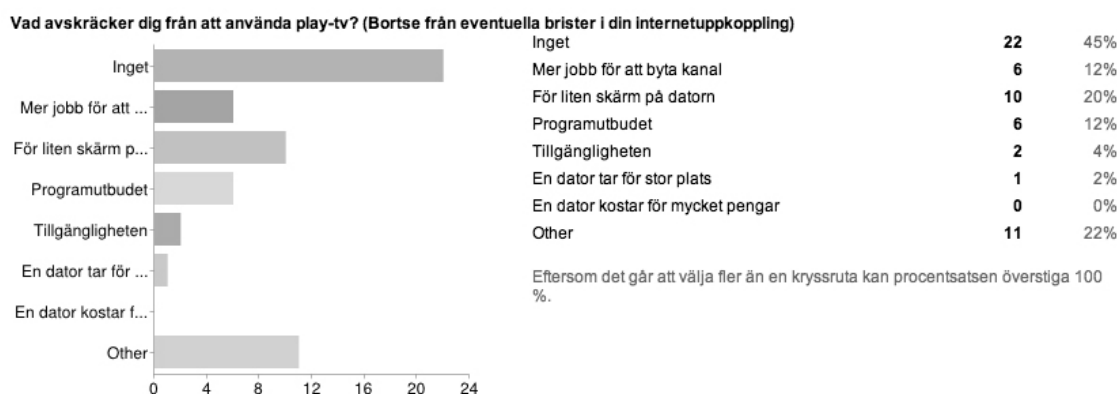 Vad avskräcker dig från att använda play-tv? (Bortse från eventuella brister i din internetuppkoppling)
Inget
Mer jobb för att ...
För liten skärm p...
Programutbudet
Tillgängligheten
En dator tar för ...
En dator kostar f...
Other
0 4 8 12 16 20 24
Inget 22 45%
Mer jobb för att byta kanal 6 12%
För liten skärm på datorn 10 20%
Programutbudet 6 12%
Tillgängligheten 2 4%
En dator tar för stor plats 1 2%
En dator kostar för mycket pengar 0 0%
Other 11 22%
Eftersom det går att välja fler än en kryssruta kan procentsatsen överstiga 100
%.